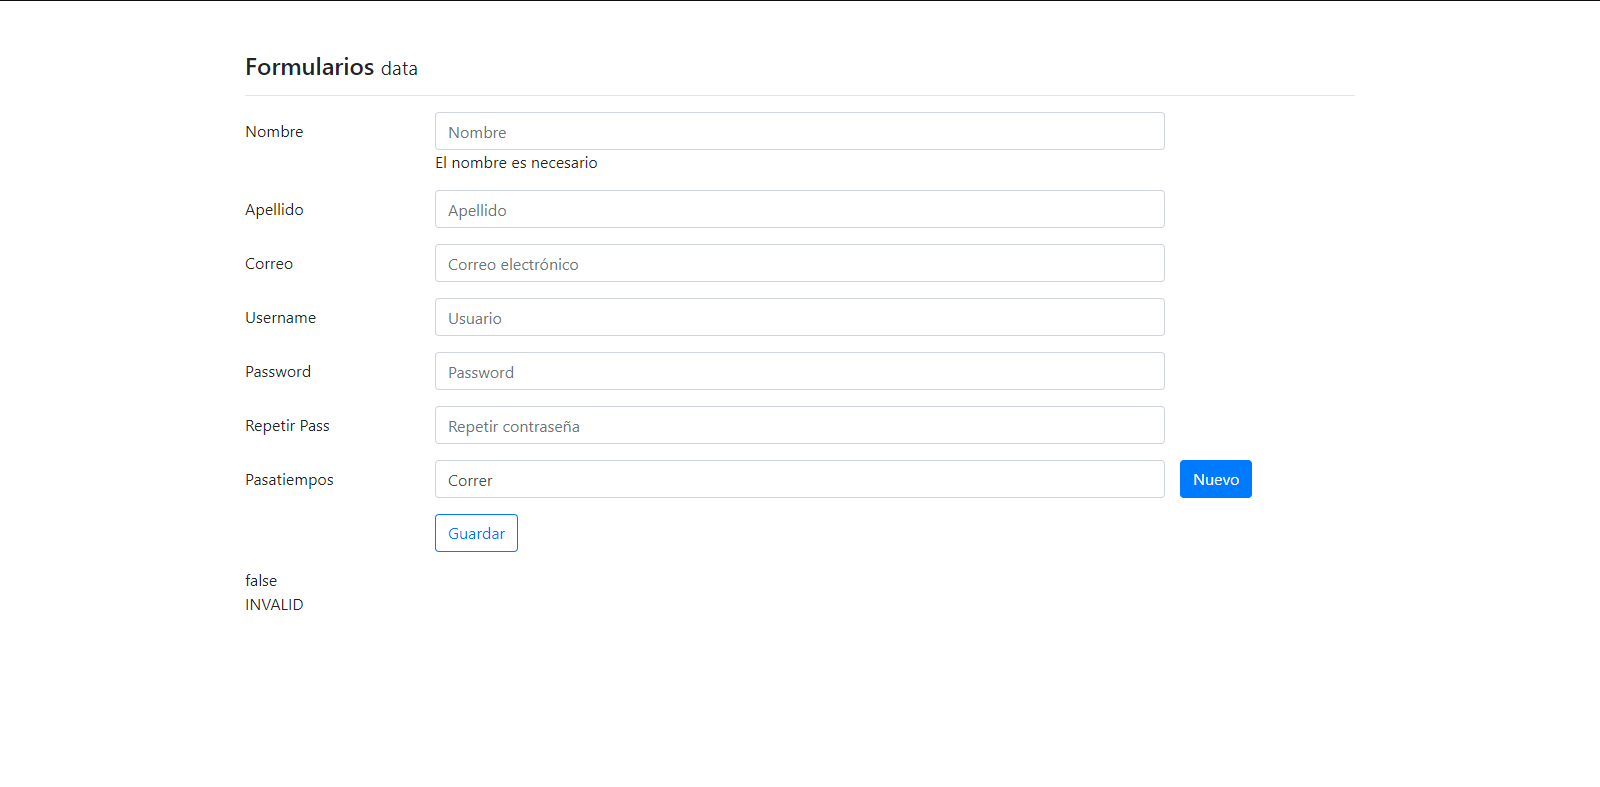 Formularios data
Nombre
Nombre
El nombre es necesario
Apellido
Apellido
Correo
Correo electrónico
Username
Usuario
Password
Password
Repetir Pass
Repetir contraseña
Pasatiempos
Correr
Nuevo
Guardar
false
INVALID